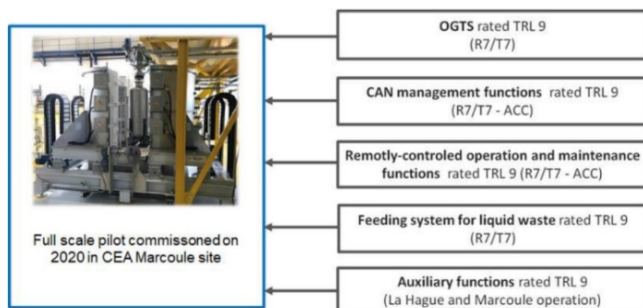 OGTS rated TRL 9
(R7/T7)
CAN management functions rated TRL 9
(R7/T7 - ACC)
Remotly-controled operation and maintenance
functions rated TRL 9 (R7/T7 - ACC)
Feeding system for liquid waste rated TRL 9
(R7/T7)
Auxiliary functions rated TRL 9
(La Hague and Marcoule operation)
Full scale pilot commissoned on
2020 in CEA Marcoule site